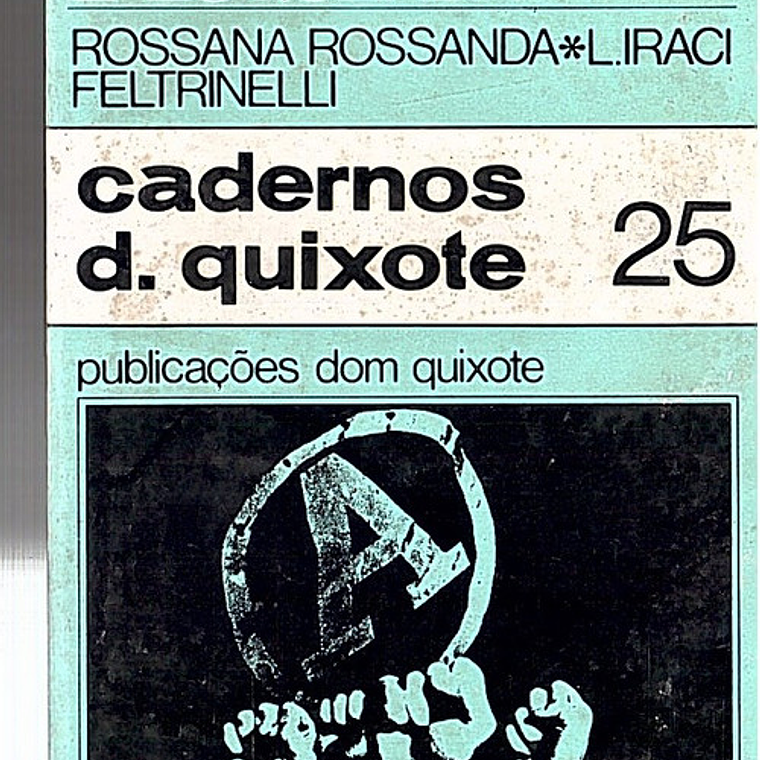 ROSSANA ROSSANDA*L.IRACI
FELTRINELLI
cadernos
d. quixote
25
publicações dom quixote
A